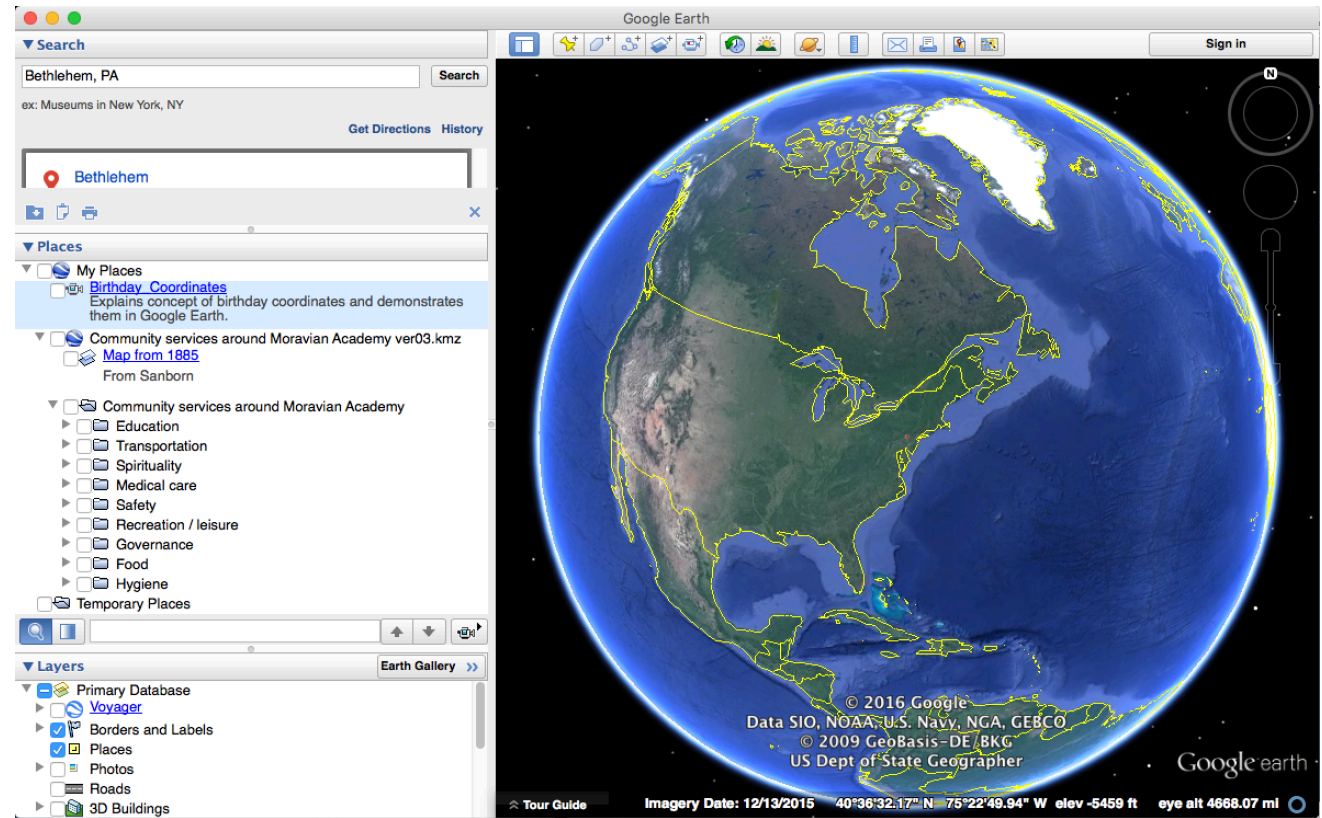 Google Earth
Search
Bethlehem, PA
Search
ex: Museums in New York, NY
Get Directions History
Bethlehem
Places
My Places
Birthday_Coordinates
Explains concept of birthday coordinates and demonstrates
them in Google Earth.
Community services around Moravian Academy ver03.kmz
Map from 1885
From Sanborn
Community services around Moravian Academy
Education
Transportation
Spirituality
Medical care
Safety
Recreation / leisure
Governance
Food
Hygiene
Temporary Places
Layers
Earth Gallery >>
Primary Database
Voyager
Borders and Labels
Places
Photos
Roads
3D Buildings
Sign in
N
© 2016 Google
Data SIO, NOAA, U.S. Navy, NGA, GEBCO
© 2009 GeoBasis-DE/BKG
US Dept of State Geographer
Google earth
Tour Guide
Imagery Date: 12/13/2015 40°36'32.17" N 75°22'49.94" W elev -5459 ft eye alt 4668.07 mi